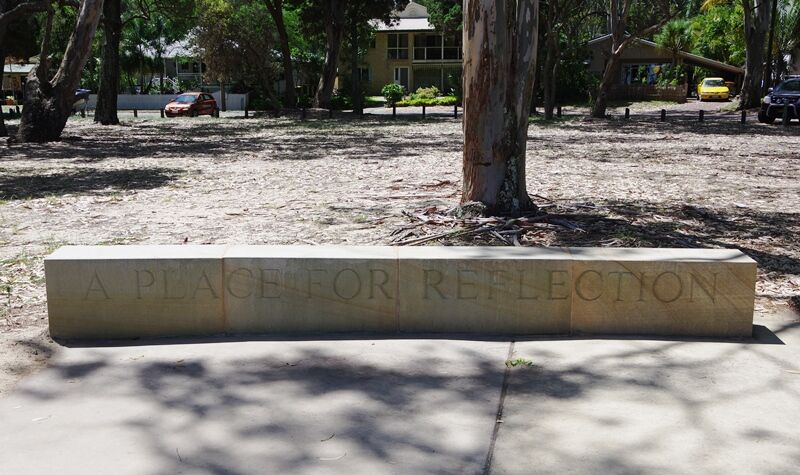 A PLACE FOR REFLECTION